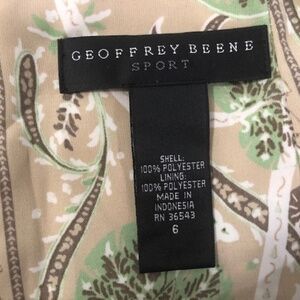 GEOFFREY BEENE
SPORT
SHELL:
100% POLYESTER
LINING:
100% POLYESTER
MADE IN
INDONESIA
RN 36543
6